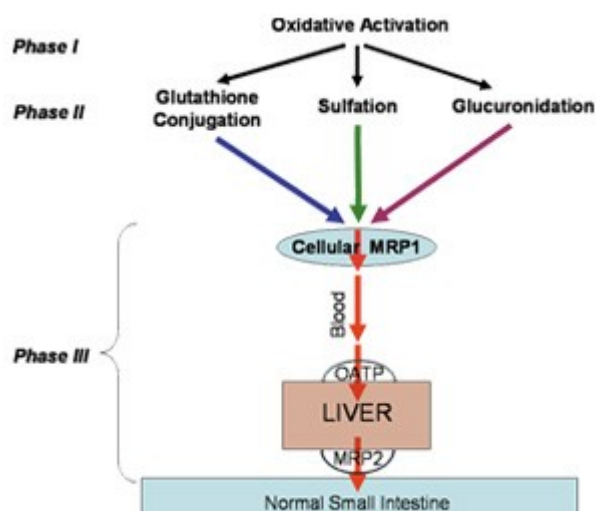 Oxidative Activation
Phase I
Phase II
Glutathione
Conjugation
Sulfation
Glucuronidation
Cellular MRP1
Blood
Phase III
OATP
LIVER
MRP2
Normal Small Intestine